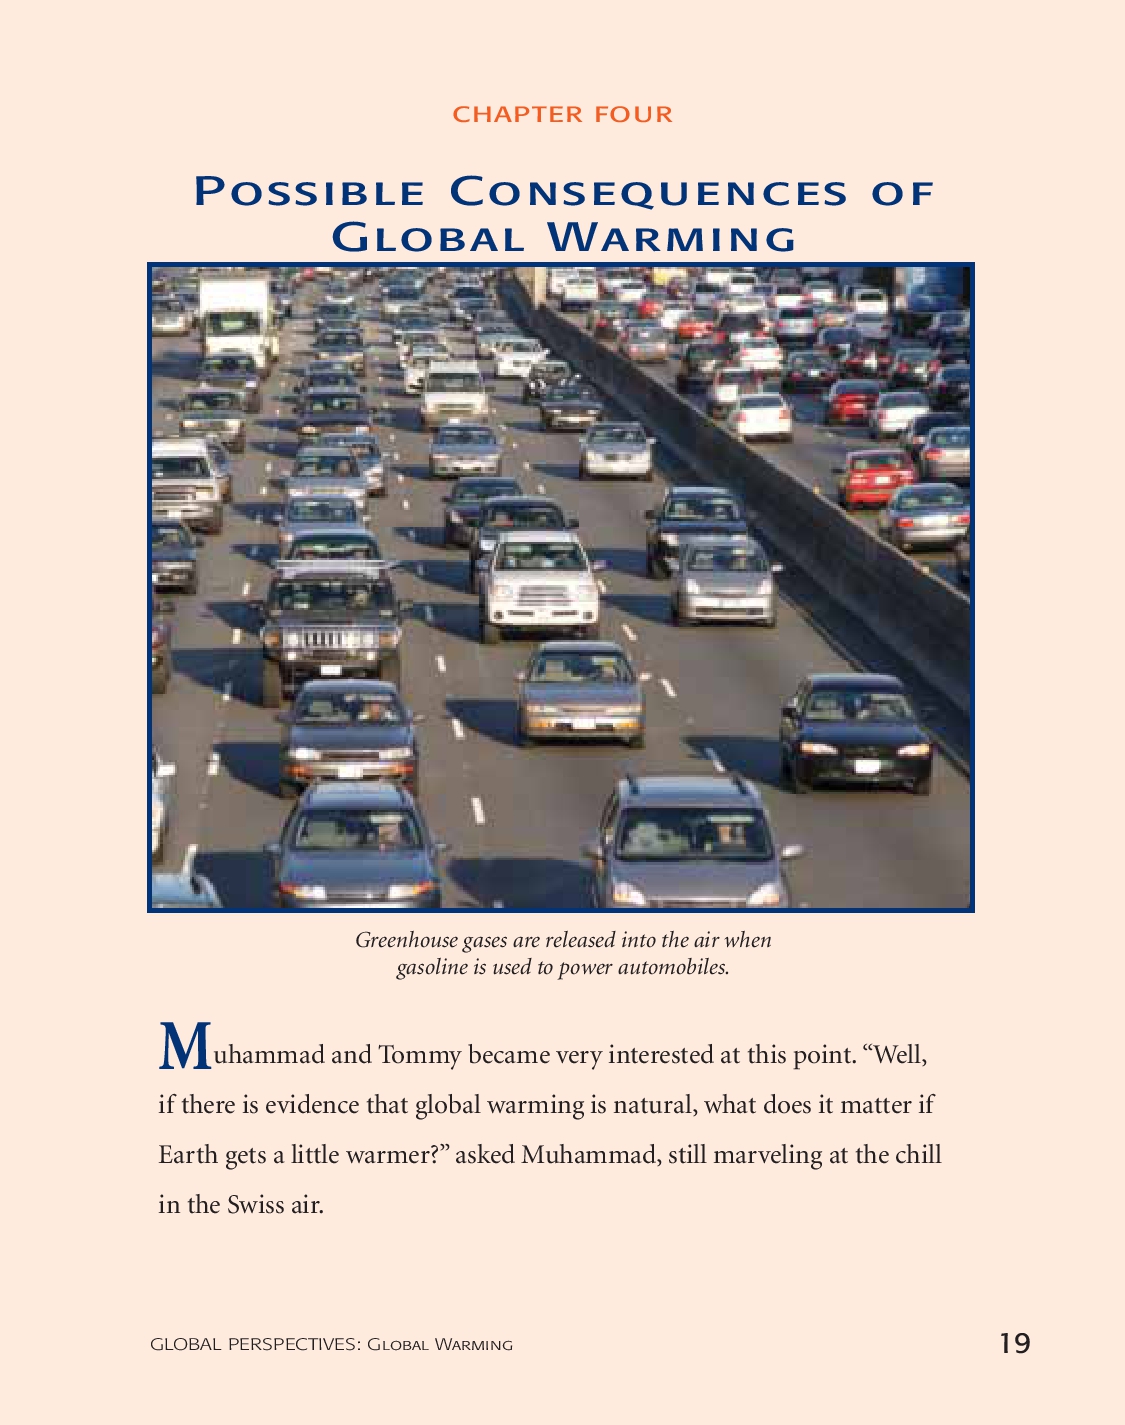 CHAPTER FOUR
Possible Consequences of
Global Warming
Greenhouse gases are released into the air when
gasoline is used to power automobiles.
Muhammad and Tommy became very interested at this point. “Well,
if there is evidence that global warming is natural, what does it matter if
Earth gets a little warmer?” asked Muhammad, still marveling at the chill
in the Swiss air.
GLOBAL PERSPECTIVES: Global Warming
19